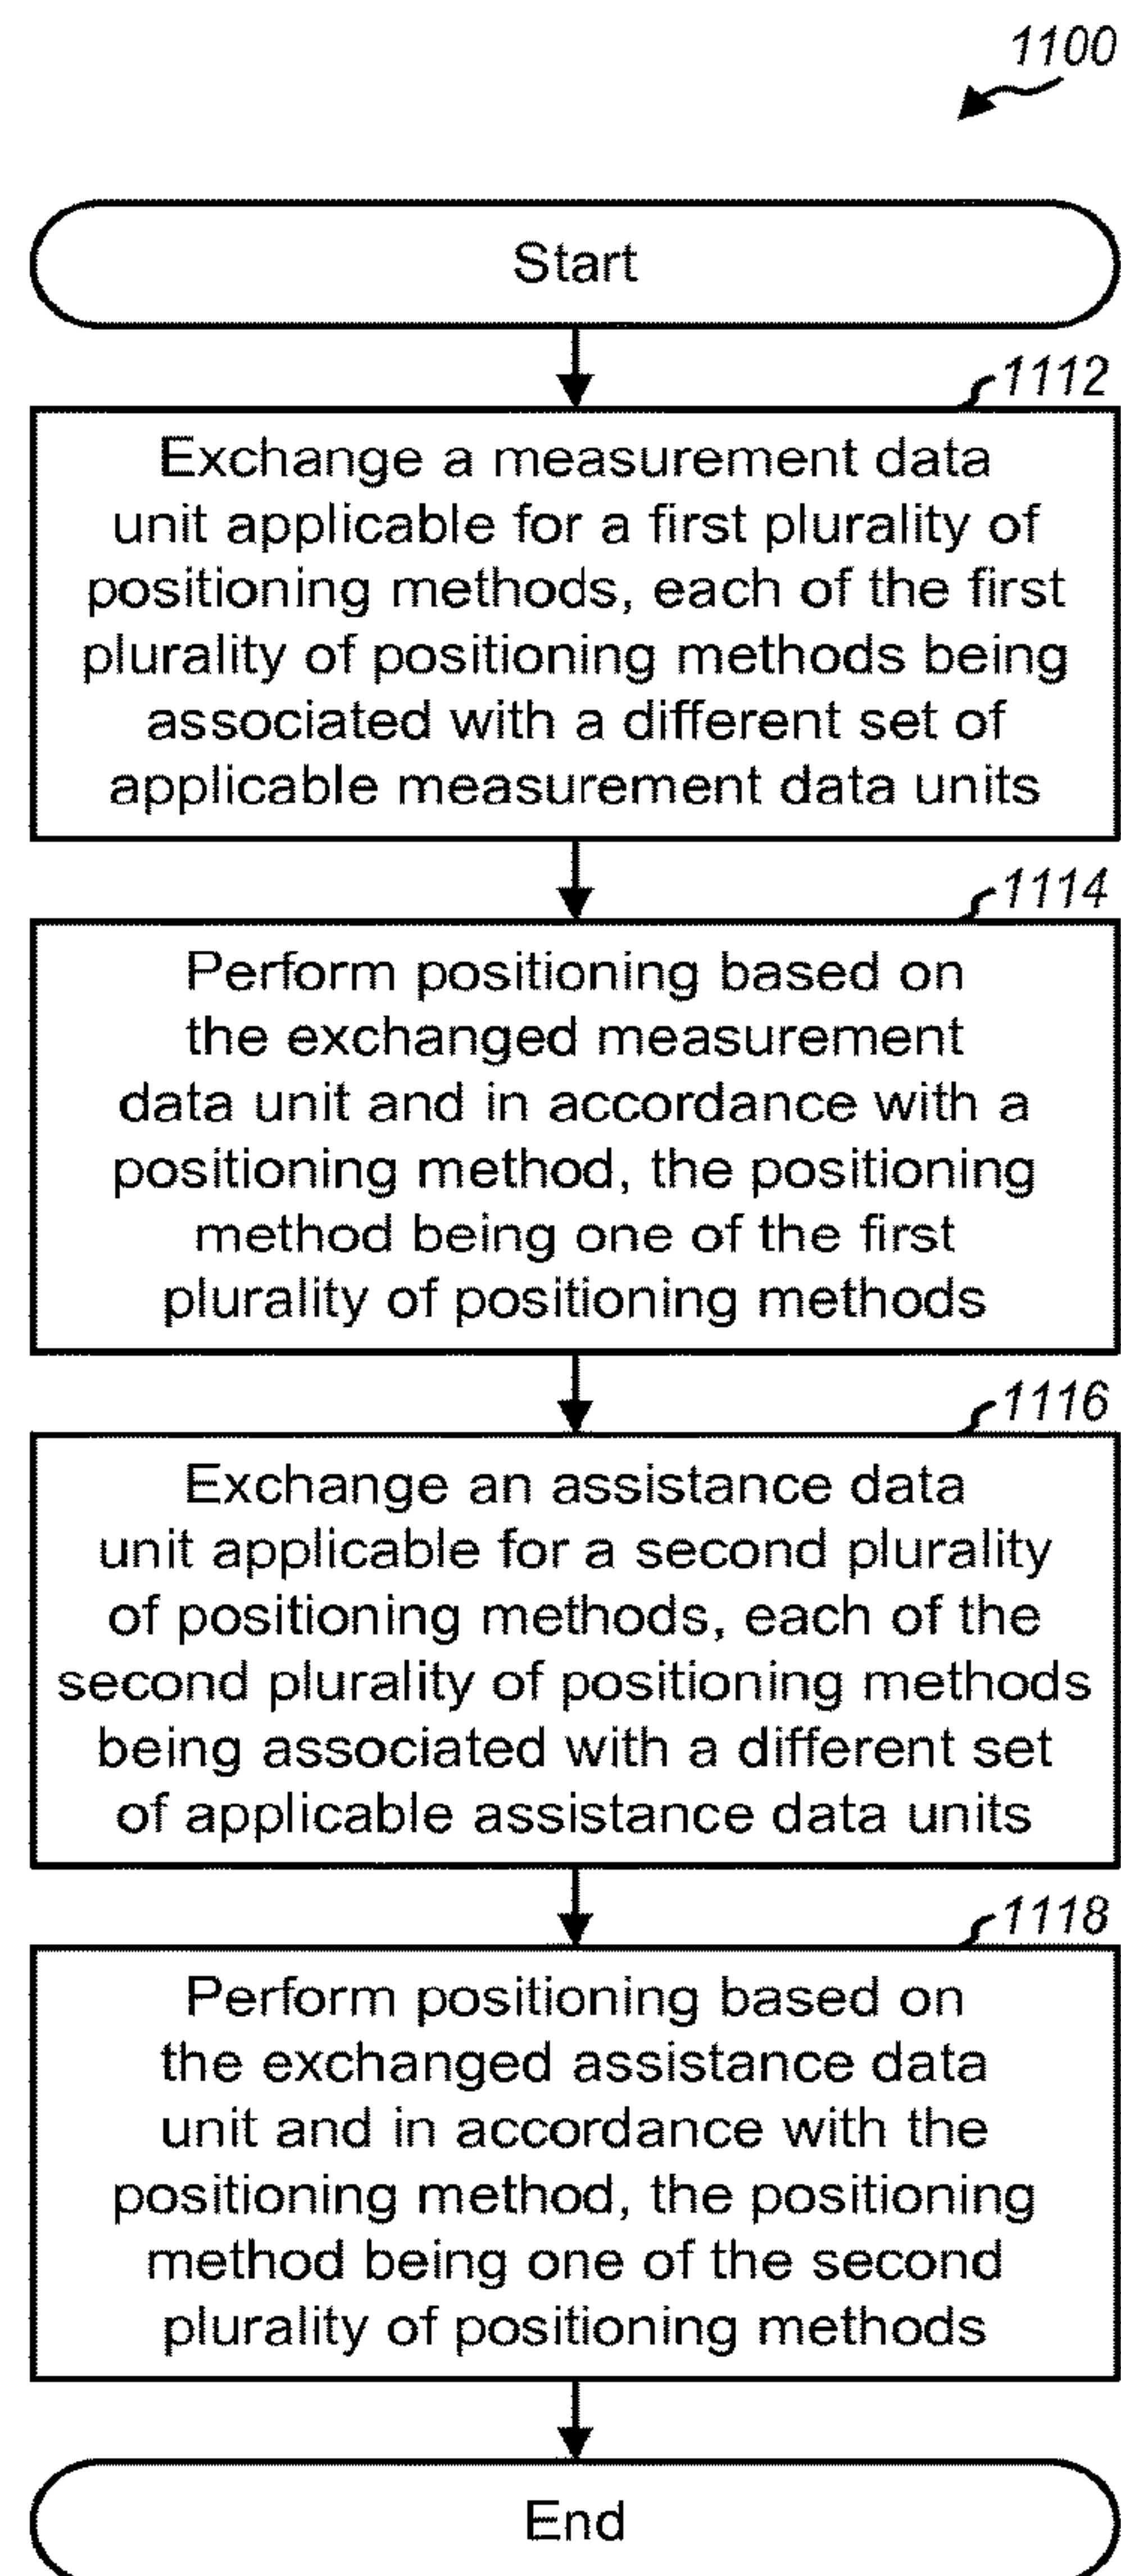 1100
Start
1112
Exchange a measurement data
unit applicable for a first plurality of
positioning methods, each of the first
plurality of positioning methods being
associated with a different set of
applicable measurement data units
1114
Perform positioning based on
the exchanged measurement
data unit and in accordance with a
positioning method, the positioning
method being one of the first
plurality of positioning methods
1116
Exchange an assistance data
unit applicable for a second plurality
of positioning methods, each of the
second plurality of positioning methods
being associated with a different set
of applicable assistance data units
1118
Perform positioning based on
the exchanged assistance data
unit and in accordance with the
positioning method, the positioning
method being one of the second
plurality of positioning methods
End